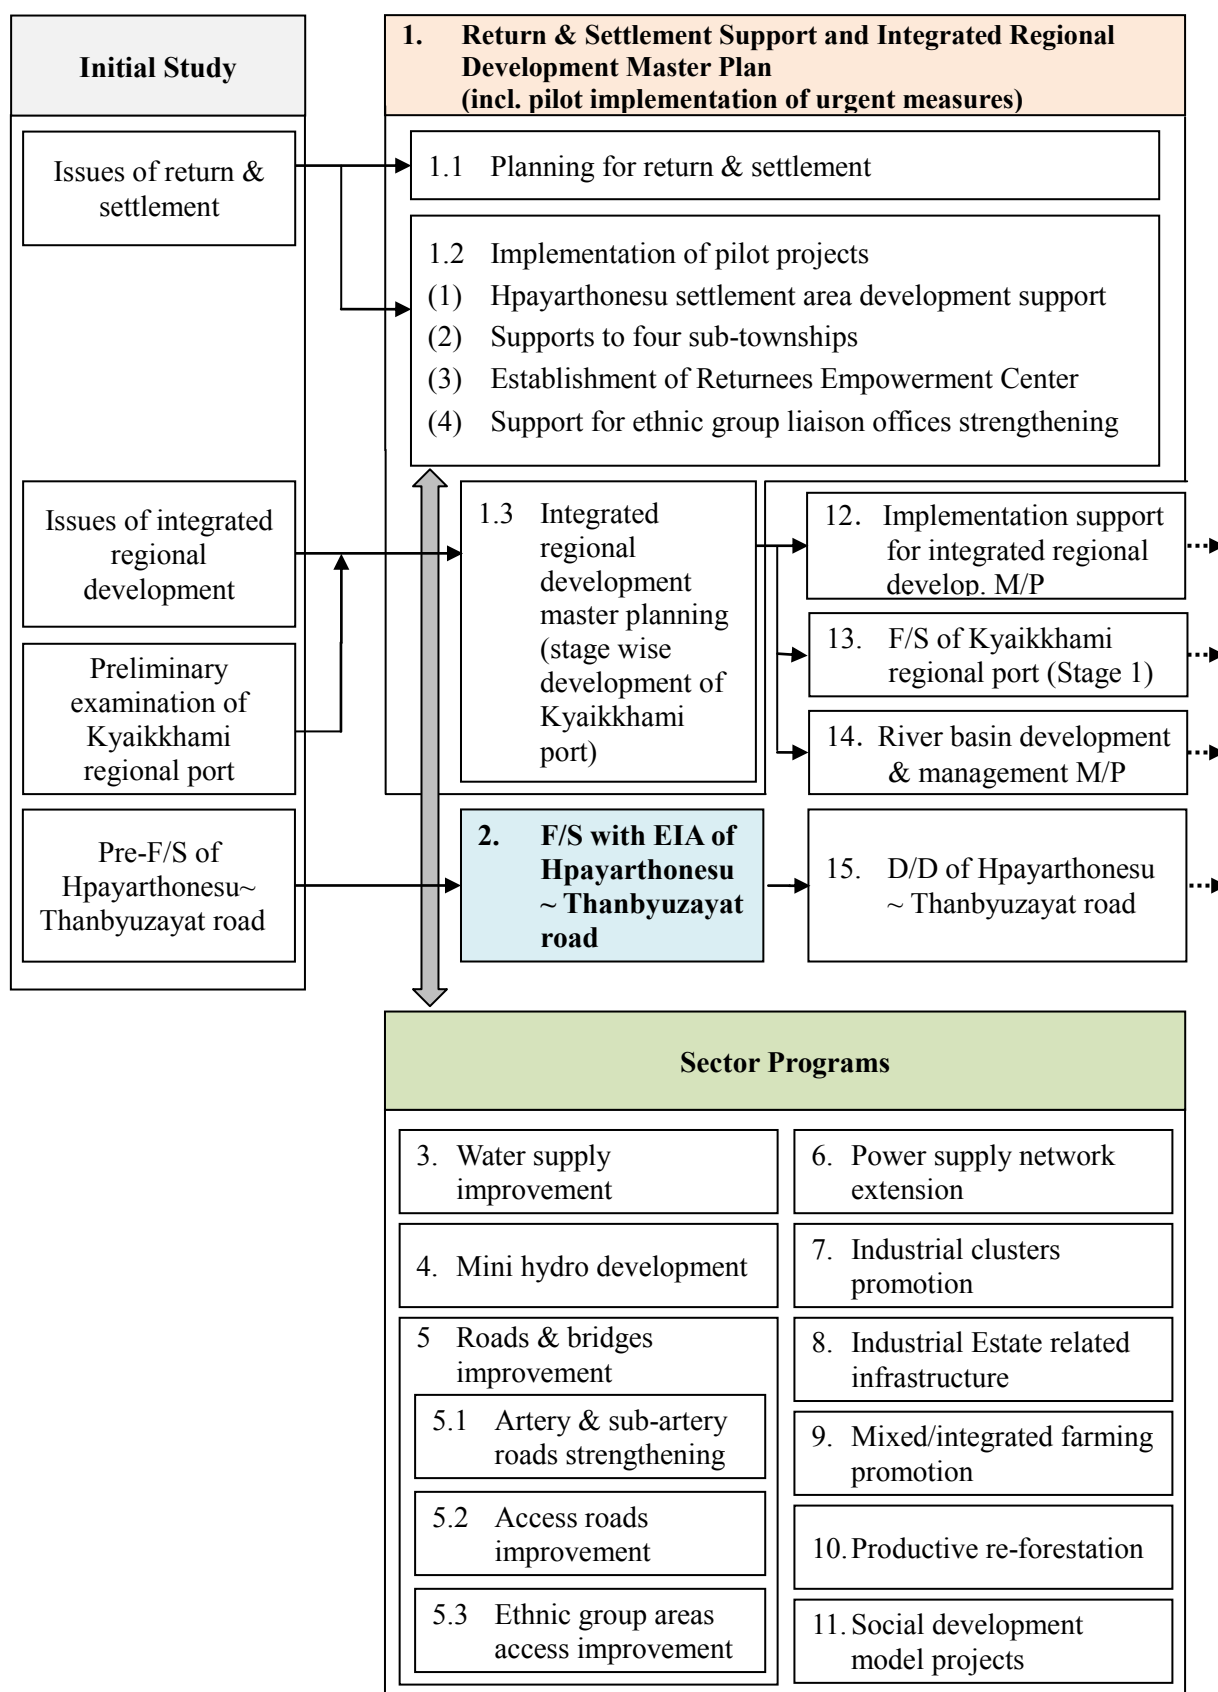 Initial Study
Issues of return &
settlement
Issues of integrated
regional
development
Preliminary
examination of
Kyaikkhami
regional port
Pre-F/S of
Hpayarthonesu~
Thanbyuzayat road
1. Return & Settlement Support and Integrated Regional
Development Master Plan
(incl. pilot implementation of urgent measures)
1.1 Planning for return & settlement
1.2 Implementation of pilot projects
(1) Hpayarthonesu settlement area development support
(2) Supports to four sub-townships
(3) Establishment of Returnees Empowerment Center
(4) Support for ethnic group liaison offices strengthening
1.3 Integrated
regional
development
master planning
(stage wise
development of
Kyaikkhami
port)
12. Implementation support
for integrated regional
develop. M/P
13. F/S of Kyaikkhami
regional port (Stage 1)
14. River basin development
& management M/P
2. F/S with EIA of
Hpayarthonesu
~ Thanbyuzayat
road
15. D/D of Hpayarthonesu
~ Thanbyuzayat road
Sector Programs
3. Water supply
improvement
4. Mini hydro development
5 Roads & bridges
improvement
5.1 Artery & sub-artery
roads strengthening
5.2 Access roads
improvement
5.3 Ethnic group areas
access improvement
6. Power supply network
extension
7. Industrial clusters
promotion
8. Industrial Estate related
infrastructure
9. Mixed/integrated farming
promotion
10. Productive re-forestation
11. Social development
model projects